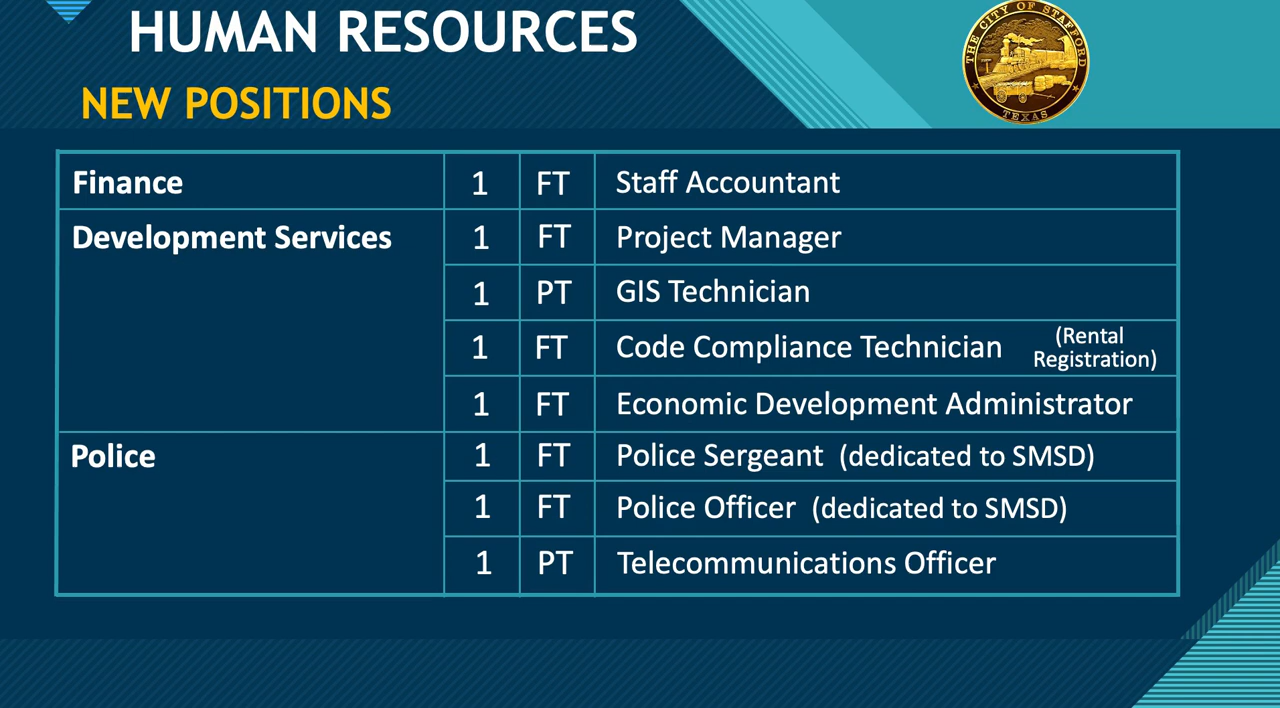 HUMAN RESOURCES
NEW POSITIONS
THE CITY OF STAFFORD
TEXAS
Finance 1 FT Staff Accountant
Development Services 1 FT Project Manager
1 PT GIS Technician
1 FT Code Compliance Technician (Rental Registration)
1 FT Economic Development Administrator
Police 1 FT Police Sergeant (dedicated to SMSD)
1 FT Police Officer (dedicated to SMSD)
1 PT Telecommunications Officer